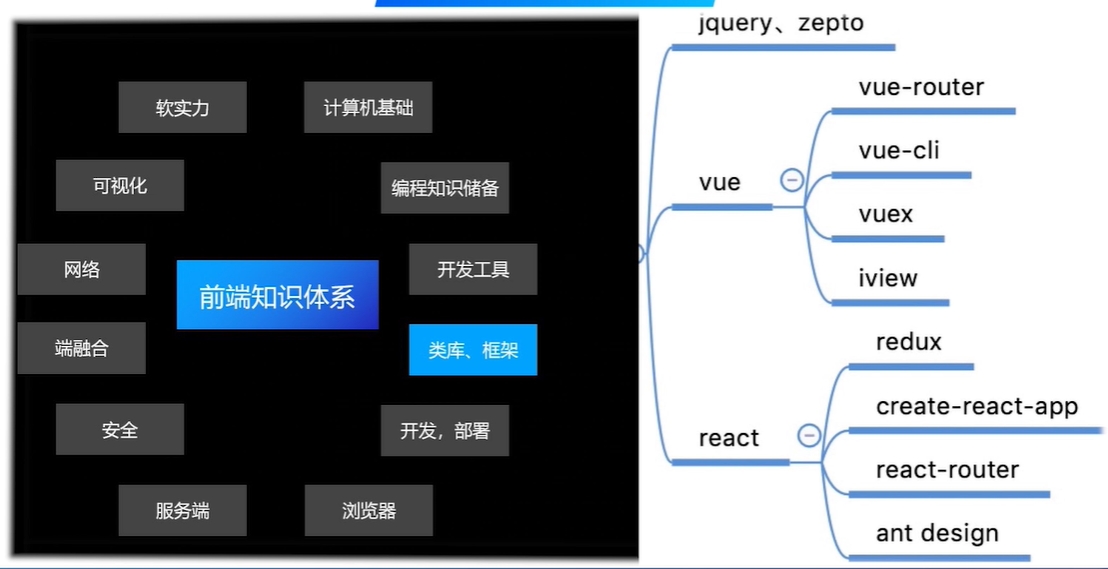 软实力
计算机基础
可视化
编程知识储备
网络
开发工具
前端知识体系
端融合
类库、框架
安全
开发，部署
服务端
浏览器
jquery、zepto
vue
vue-router
vue-cli
vuex
iview
react
redux
create-react-app
react-router
ant design